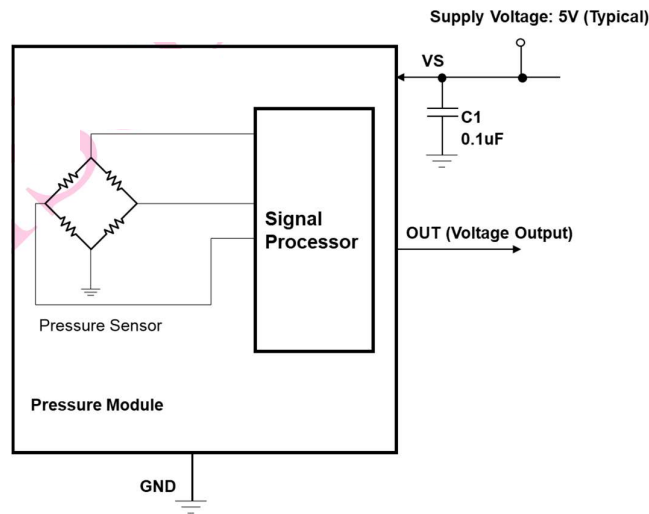 Supply Voltage: 5V (Typical)
VS
C1
0.1uF
Signal
Processor
OUT (Voltage Output)
Pressure Sensor
Pressure Module
GND